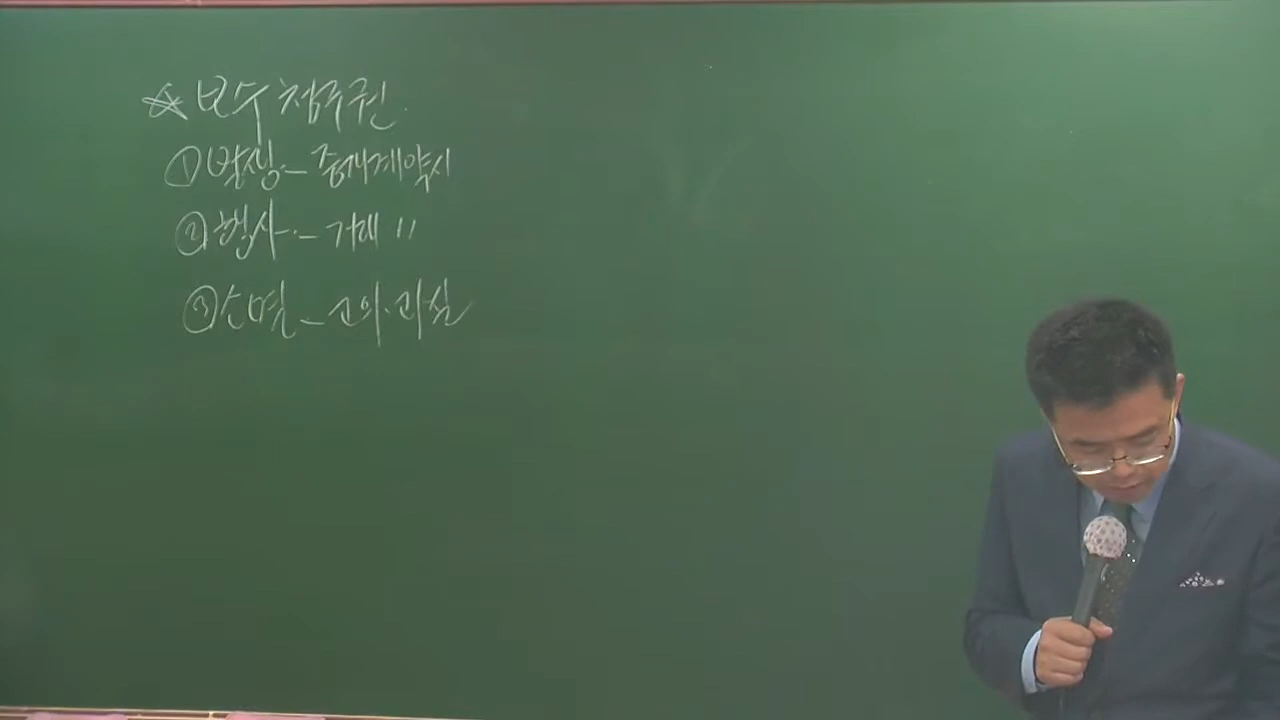 ☆ 보수청구권.
① 발생 - 중개계약시
② 행사 - 거래 〃
③ 소멸 - 고의·과실